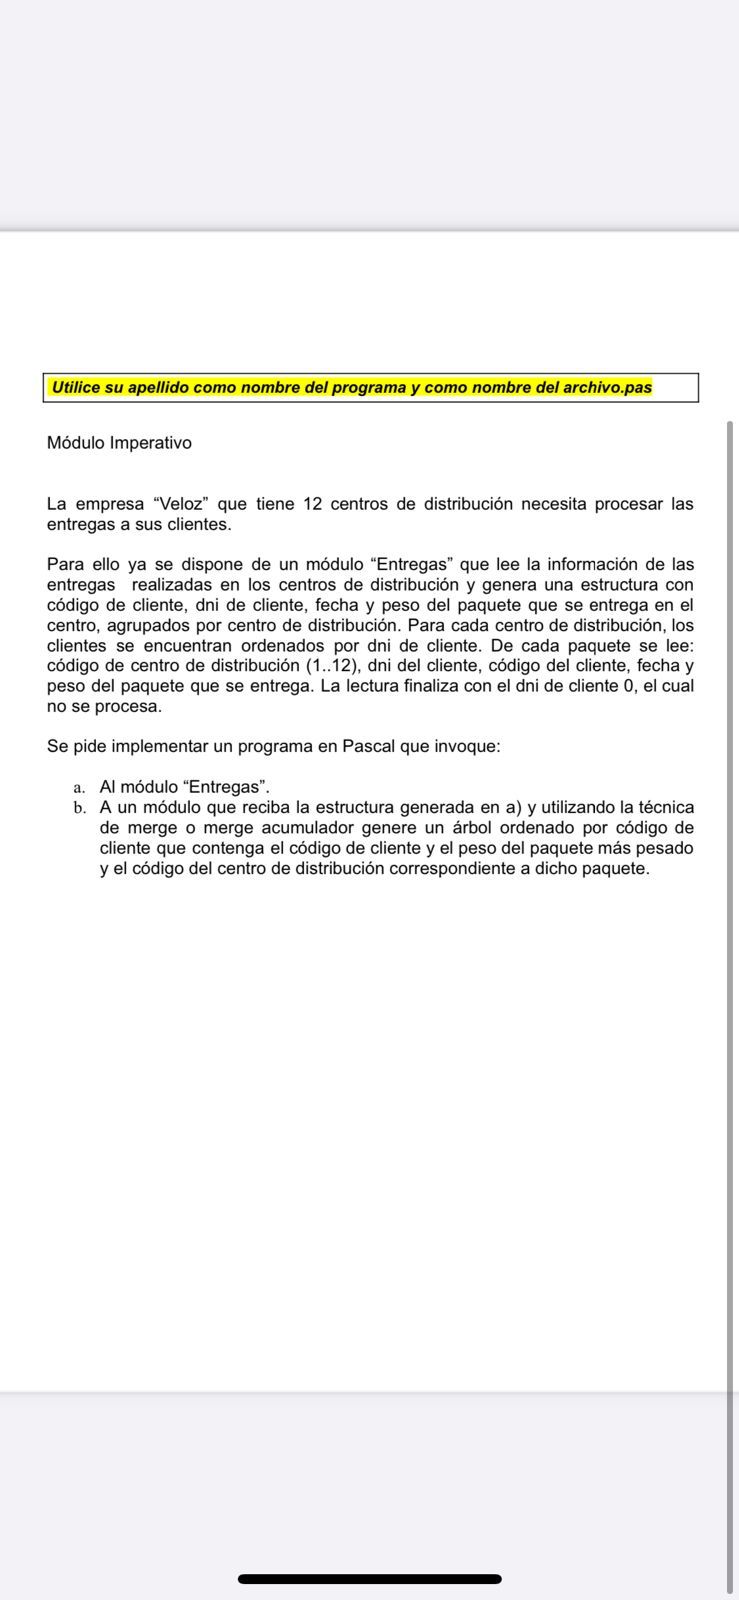 Utilice su apellido como nombre del programa y como nombre del archivo.pas
Módulo Imperativo
La empresa “Veloz” que tiene 12 centros de distribución necesita procesar las
entregas a sus clientes.
Para ello ya se dispone de un módulo “Entregas” que lee la información de las
entregas realizadas en los centros de distribución y genera una estructura con
código de cliente, dni de cliente, fecha y peso del paquete que se entrega en el
centro, agrupados por centro de distribución. Para cada centro de distribución, los
clientes se encuentran ordenados por dni de cliente. De cada paquete se lee:
código de centro de distribución (1..12), dni del cliente, código del cliente, fecha y
peso del paquete que se entrega. La lectura finaliza con el dni de cliente 0, el cual
no se procesa.
Se pide implementar un programa en Pascal que invoque:
a. Al módulo “Entregas”.
b. A un módulo que reciba la estructura generada en a) y utilizando la técnica
de merge o merge acumulador genere un árbol ordenado por código de
cliente que contenga el código de cliente y el peso del paquete más pesado
y el código del centro de distribución correspondiente a dicho paquete.